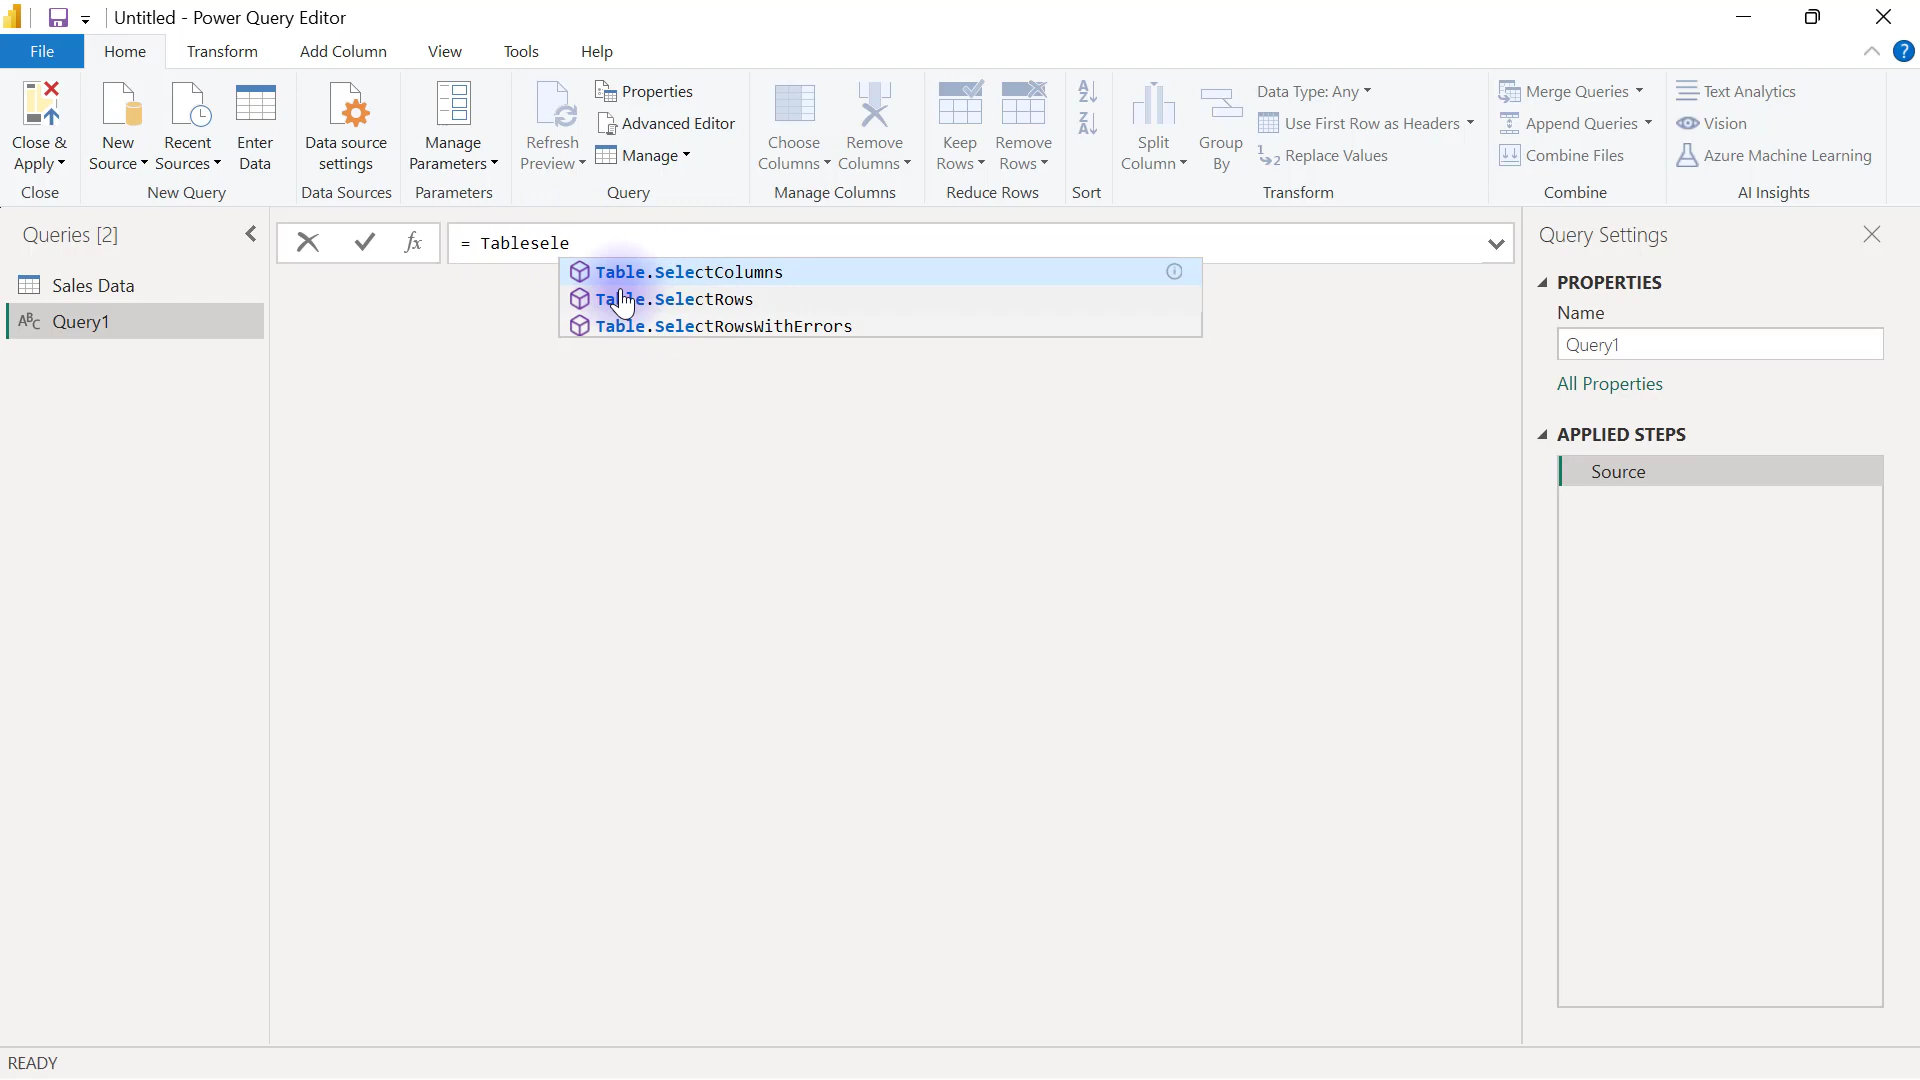 Untitled - Power Query Editor
File
Home
Transform
Add Column
View
Tools
Help
?
Close &
Apply
Close
New
Source
Recent
Sources
Enter
Data
New Query
Data source
settings
Data Sources
Manage
Parameters
Parameters
Refresh
Preview
Properties
Advanced Editor
Manage
Query
Choose
Columns
Remove
Columns
Manage Columns
Keep
Rows
Remove
Rows
Reduce Rows
A
Z
Z
A
Sort
Split
Column
Group
By
Data Type: Any
Use First Row as Headers
1
2
Replace Values
Transform
Merge Queries
Append Queries
Combine Files
Combine
Text Analytics
Vision
Azure Machine Learning
AI Insights
Queries [2]
Sales Data
ABC Query1
fx
= Tablesele
Table.SelectColumns
Table.SelectRows
Table.SelectRowsWithErrors
Query Settings
PROPERTIES
Name
Query1
All Properties
APPLIED STEPS
Source
READY